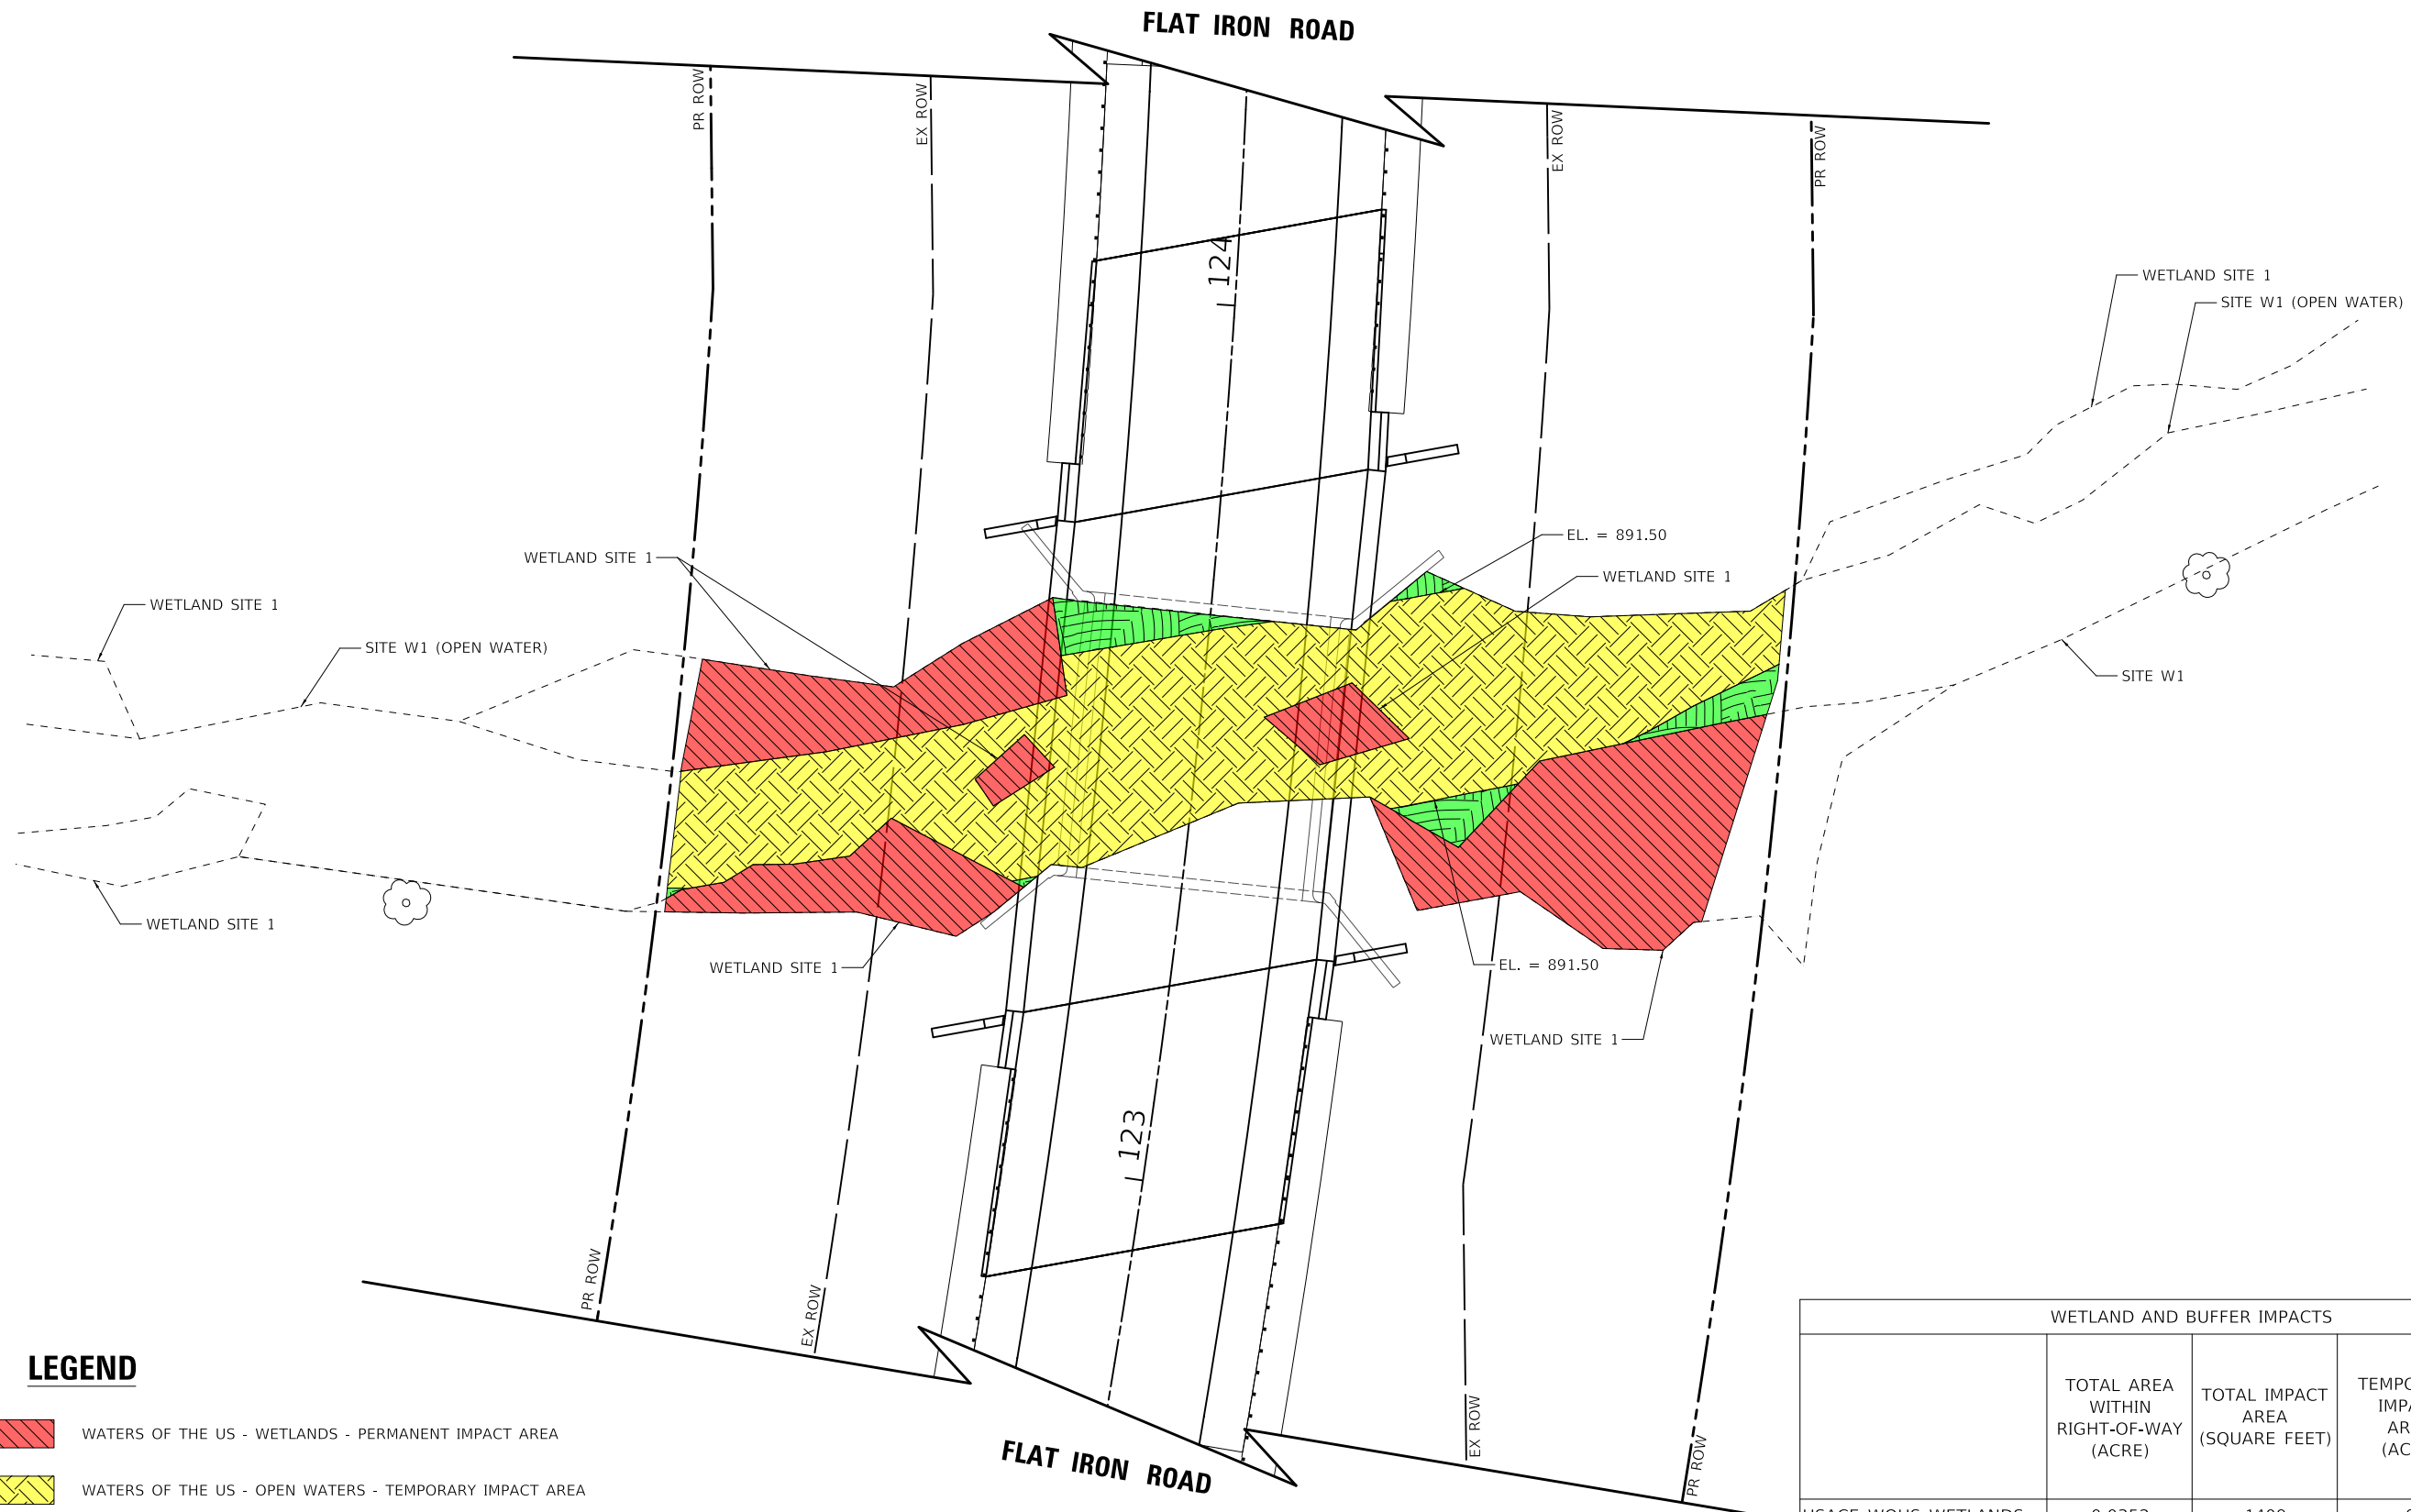 FLAT IRON ROAD
PR ROW
EX ROW
EX ROW
PR ROW
124
WETLAND SITE 1
SITE W1 (OPEN WATER)
EL. = 891.50
WETLAND SITE 1
WETLAND SITE 1
WETLAND SITE 1
SITE W1 (OPEN WATER)
SITE W1
WETLAND SITE 1
WETLAND SITE 1
EL. = 891.50
WETLAND SITE 1
123
PR ROW
EX ROW
EX ROW
PR ROW
FLAT IRON ROAD
LEGEND
WATERS OF THE US - WETLANDS - PERMANENT IMPACT AREA
WATERS OF THE US - OPEN WATERS - TEMPORARY IMPACT AREA
WETLAND AND BUFFER IMPACTS
TOTAL AREA
WITHIN
RIGHT-OF-WAY
(ACRE)
TOTAL IMPACT
AREA
(SQUARE FEET)